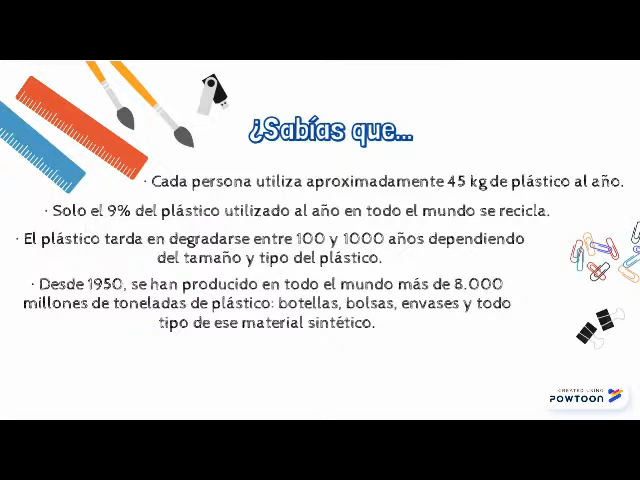 ¿Sabías que...
· Cada persona utiliza aproximadamente 45 kg de plástico al año.
· Solo el 9% del plástico utilizado al año en todo el mundo se recicla.
· El plástico tarda en degradarse entre 100 y 1000 años dependiendo
del tamaño y tipo del plástico.
· Desde 1950, se han producido en todo el mundo más de 8.000
millones de toneladas de plástico: botellas, bolsas, envases y todo
tipo de ese material sintético.
CREATED USING
POWTOON